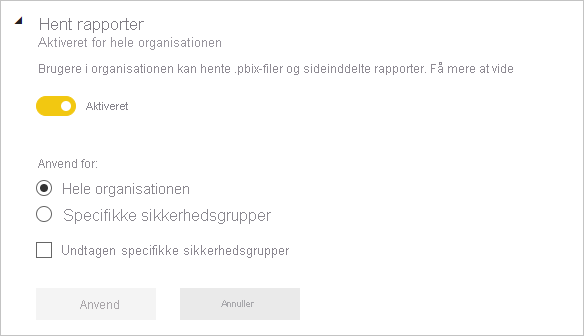 Hent rapporter
Aktiveret for hele organisationen
Brugere i organisationen kan hente .pbix-filer og sideinddelte rapporter. Få mere at vide
Aktiveret
Anvend for:
Hele organisationen
Specifikke sikkerhedsgrupper
Undtagen specifikke sikkerhedsgrupper
Anvend
Annuller